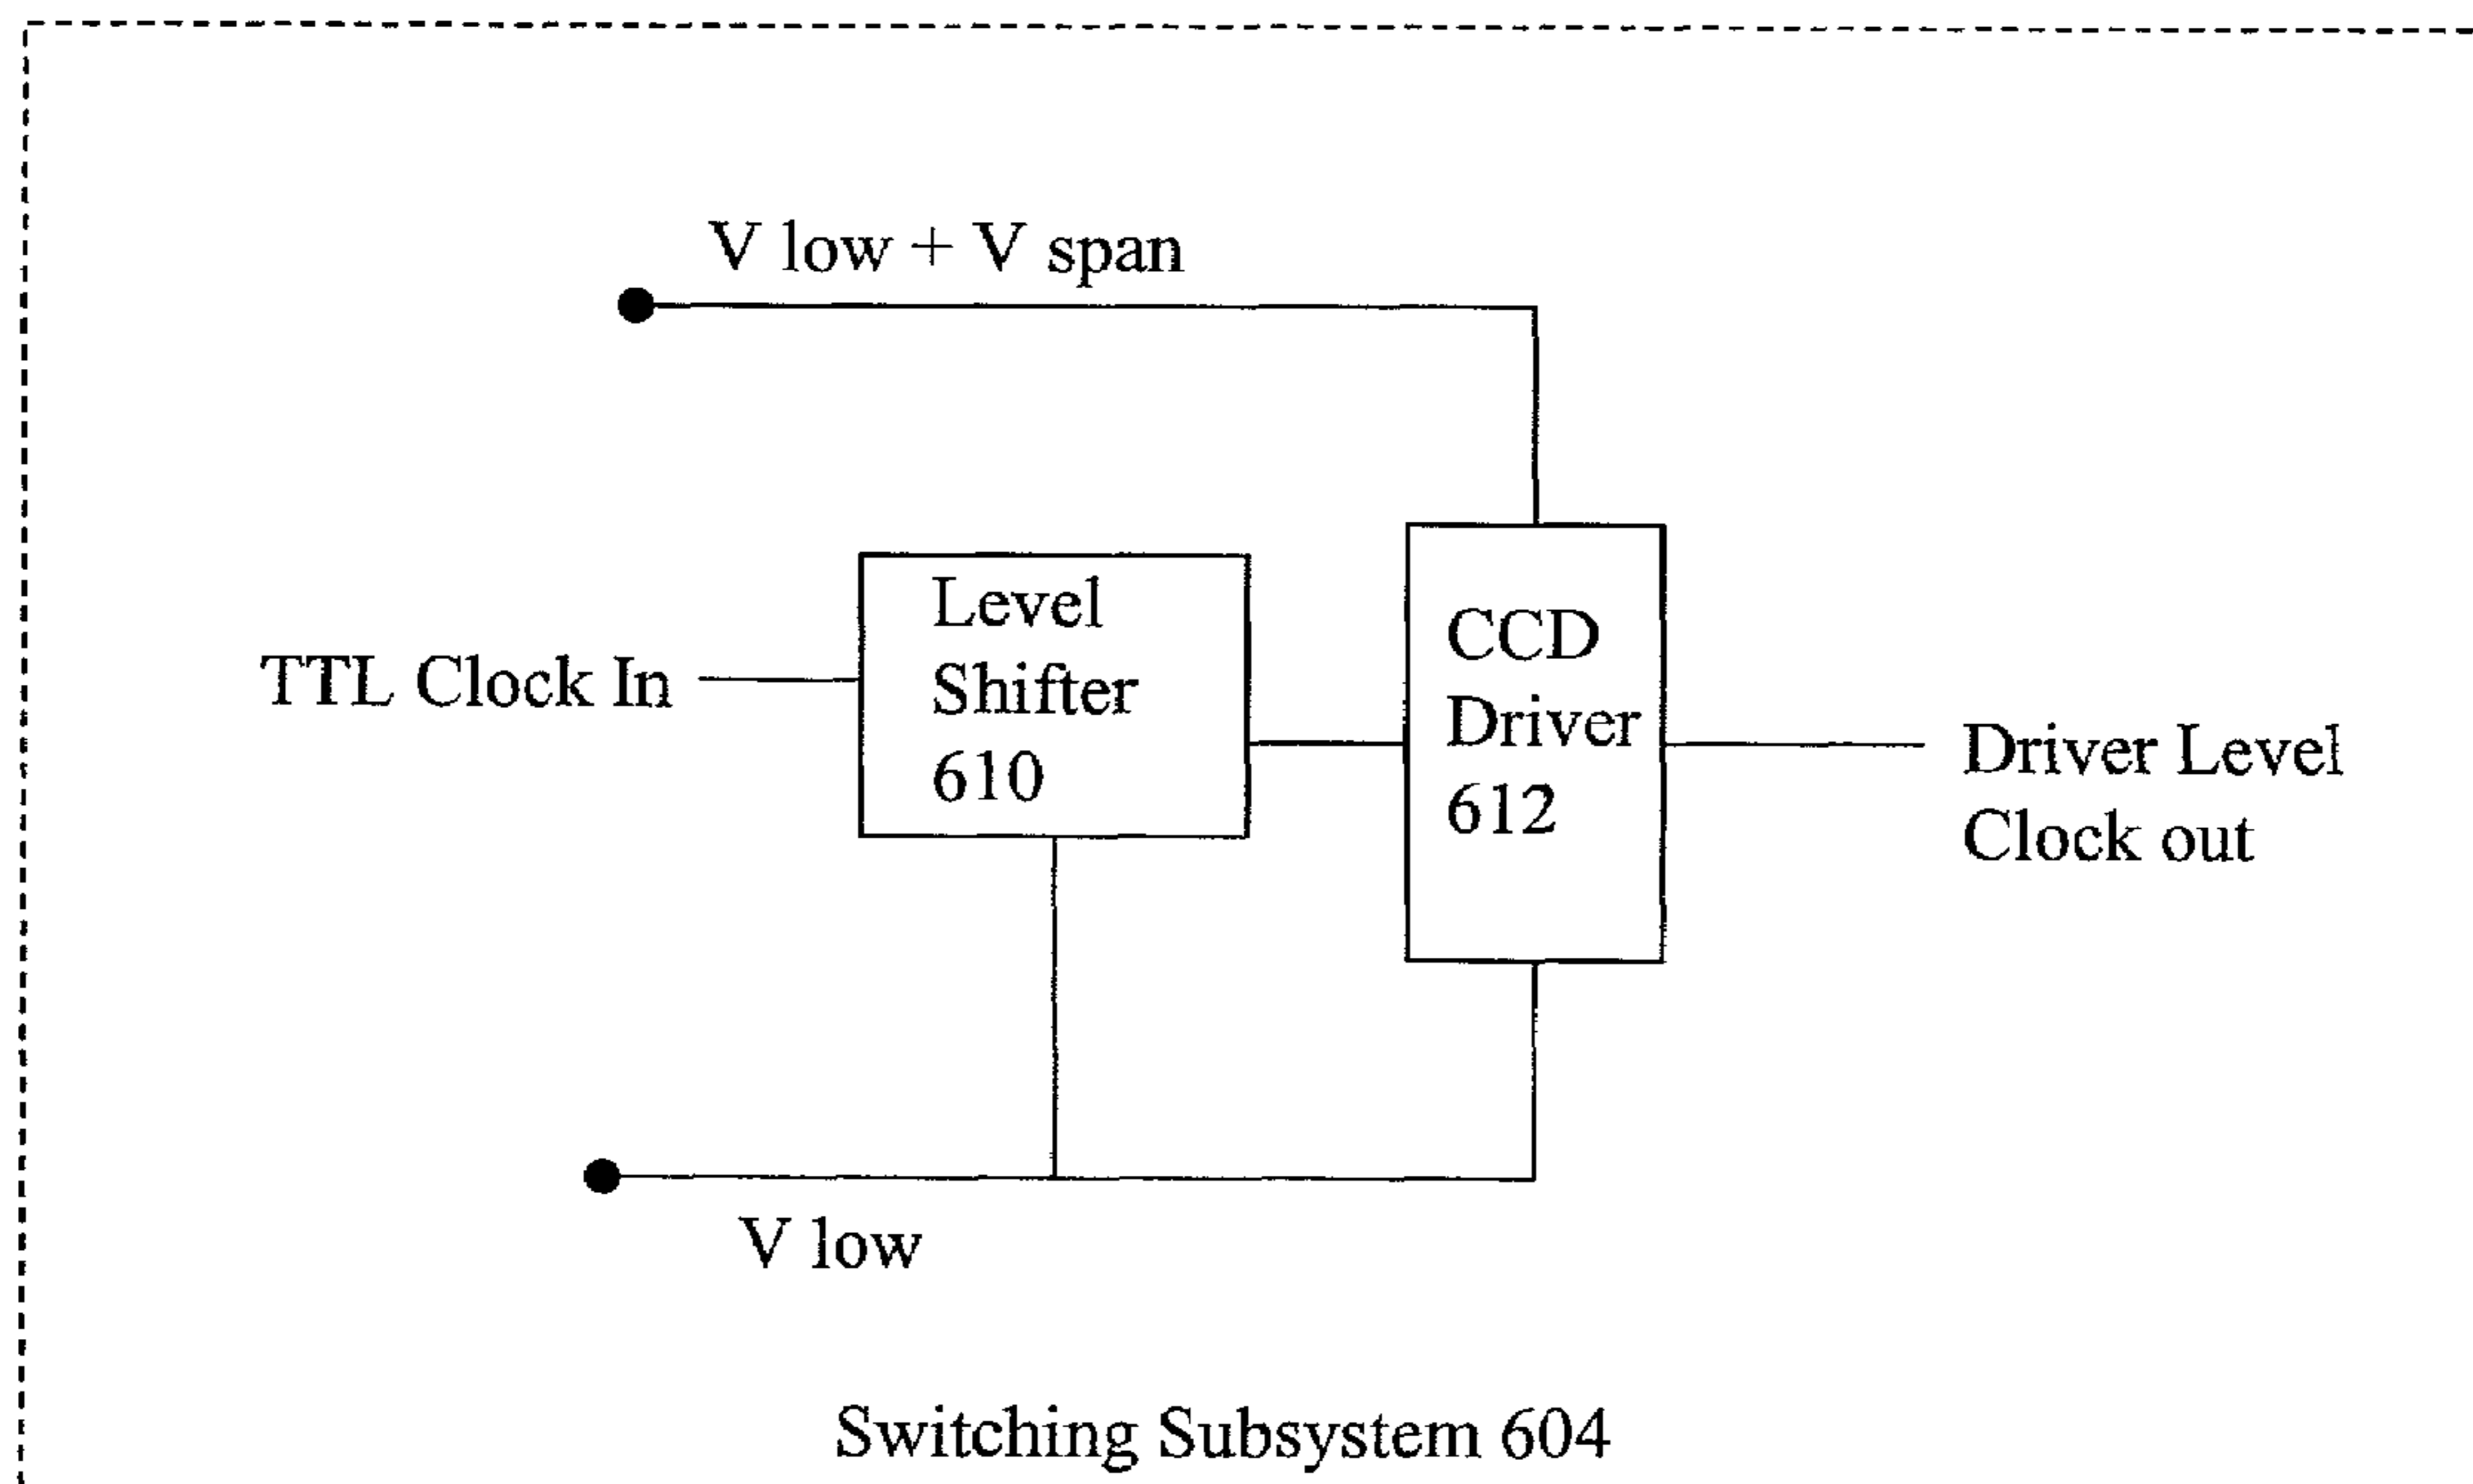 V low + V span
Level
Shifter
610
TTL Clock In
CCD
Driver
612
Driver Level
Clock out
V low
Switching Subsystem 604